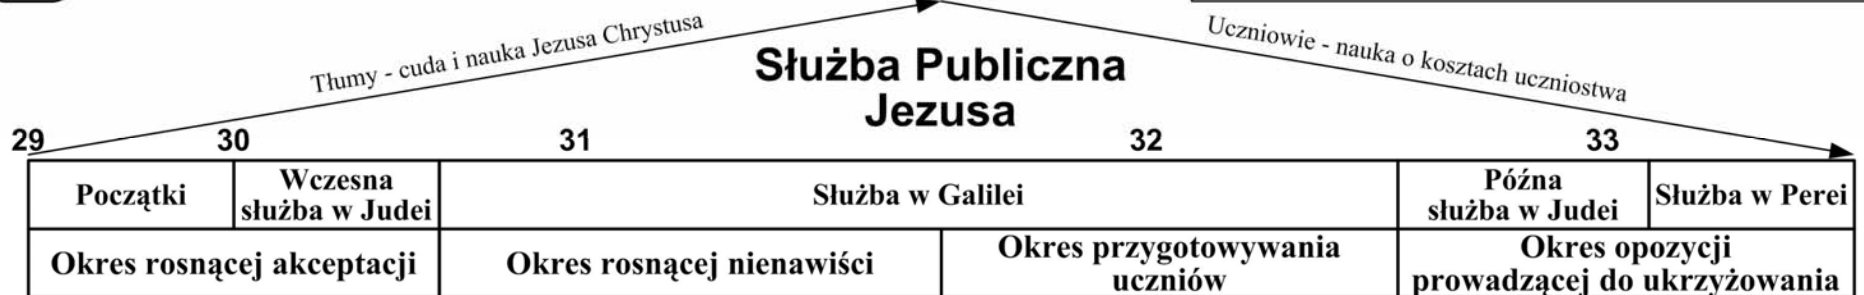 Tłumy - cuda i nauka Jezusa Chrystusa
Uczniowie - nauka o kosztach uczniostwa
Służba Publiczna
Jezusa
29 30 31 32 33
Początki
Wczesna
służba w Judei
Służba w Galilei
Późna
służba w Judei
Służba w Perei
Okres rosnącej akceptacji
Okres rosnącej nienawiści
Okres przygotowywania
uczniów
Okres opozycji
prowadzącej do ukrzyżowania